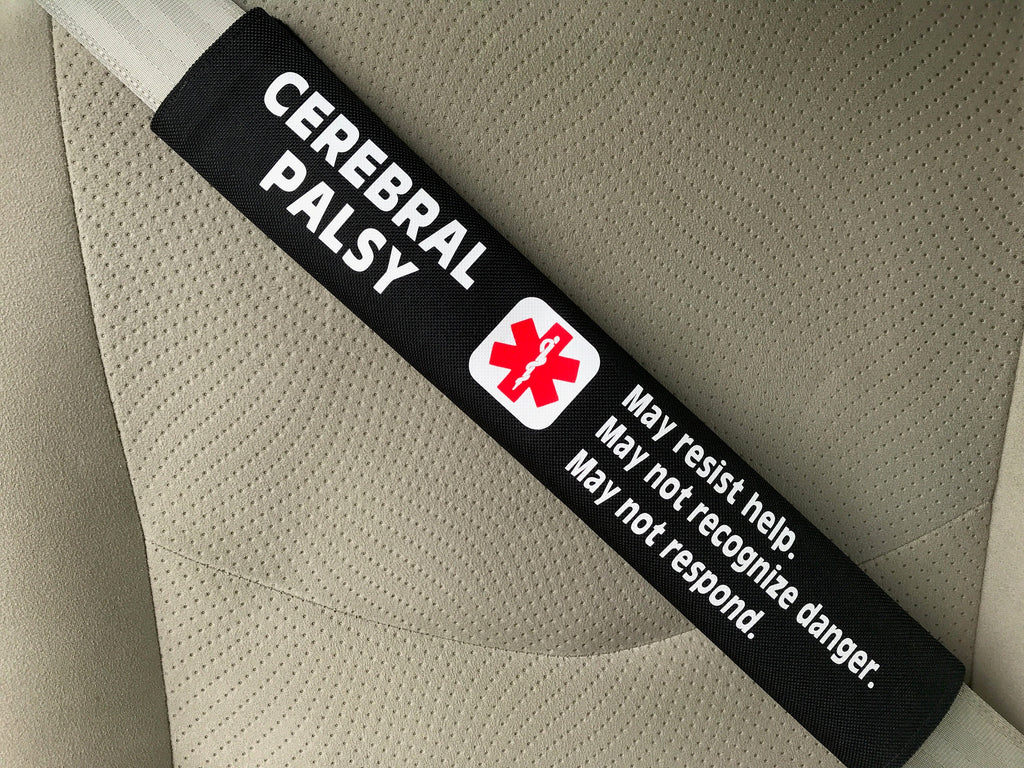 CEREBRAL
PALSY
May resist help.
May not recognize danger.
May not respond.